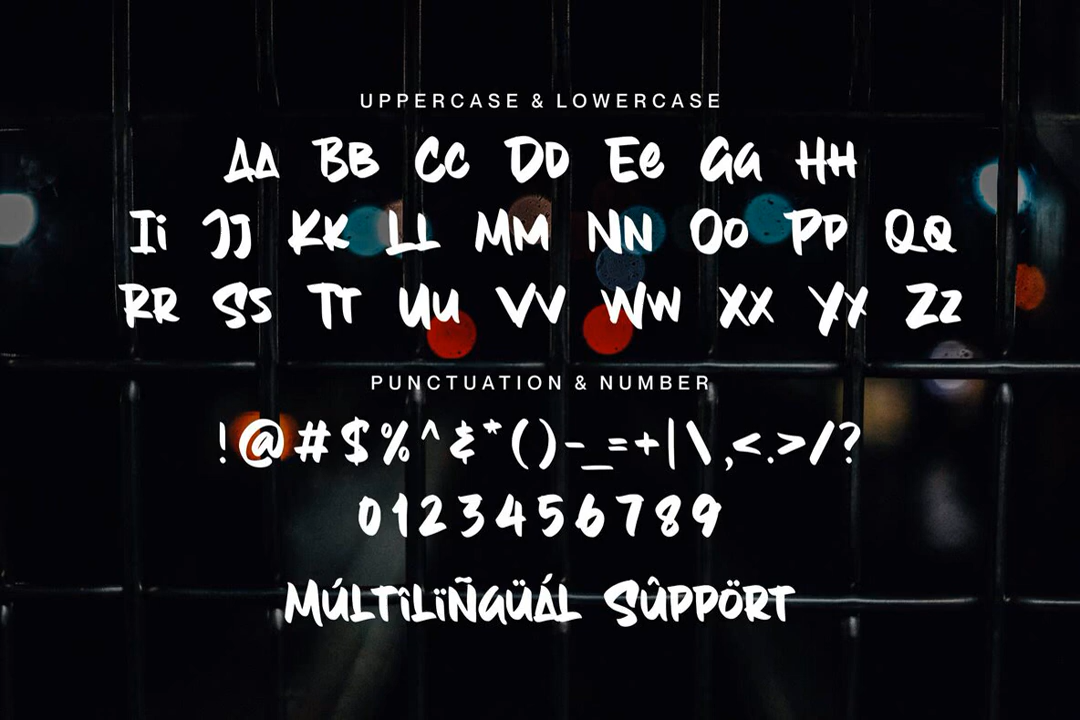 UPPERCASE & LOWERCASE
Aa Bb Cc Dd Ee Gg Hh
Ii Jj Kk Ll Mm Nn Oo Pp Qq
Rr Ss Tt Uu Vv Ww Xx Yy Zz
PUNCTUATION & NUMBER
!@#$%^&*()-_=+|\,<.>/?
0123456789
MúltîlïÑgüÁl Sûppört